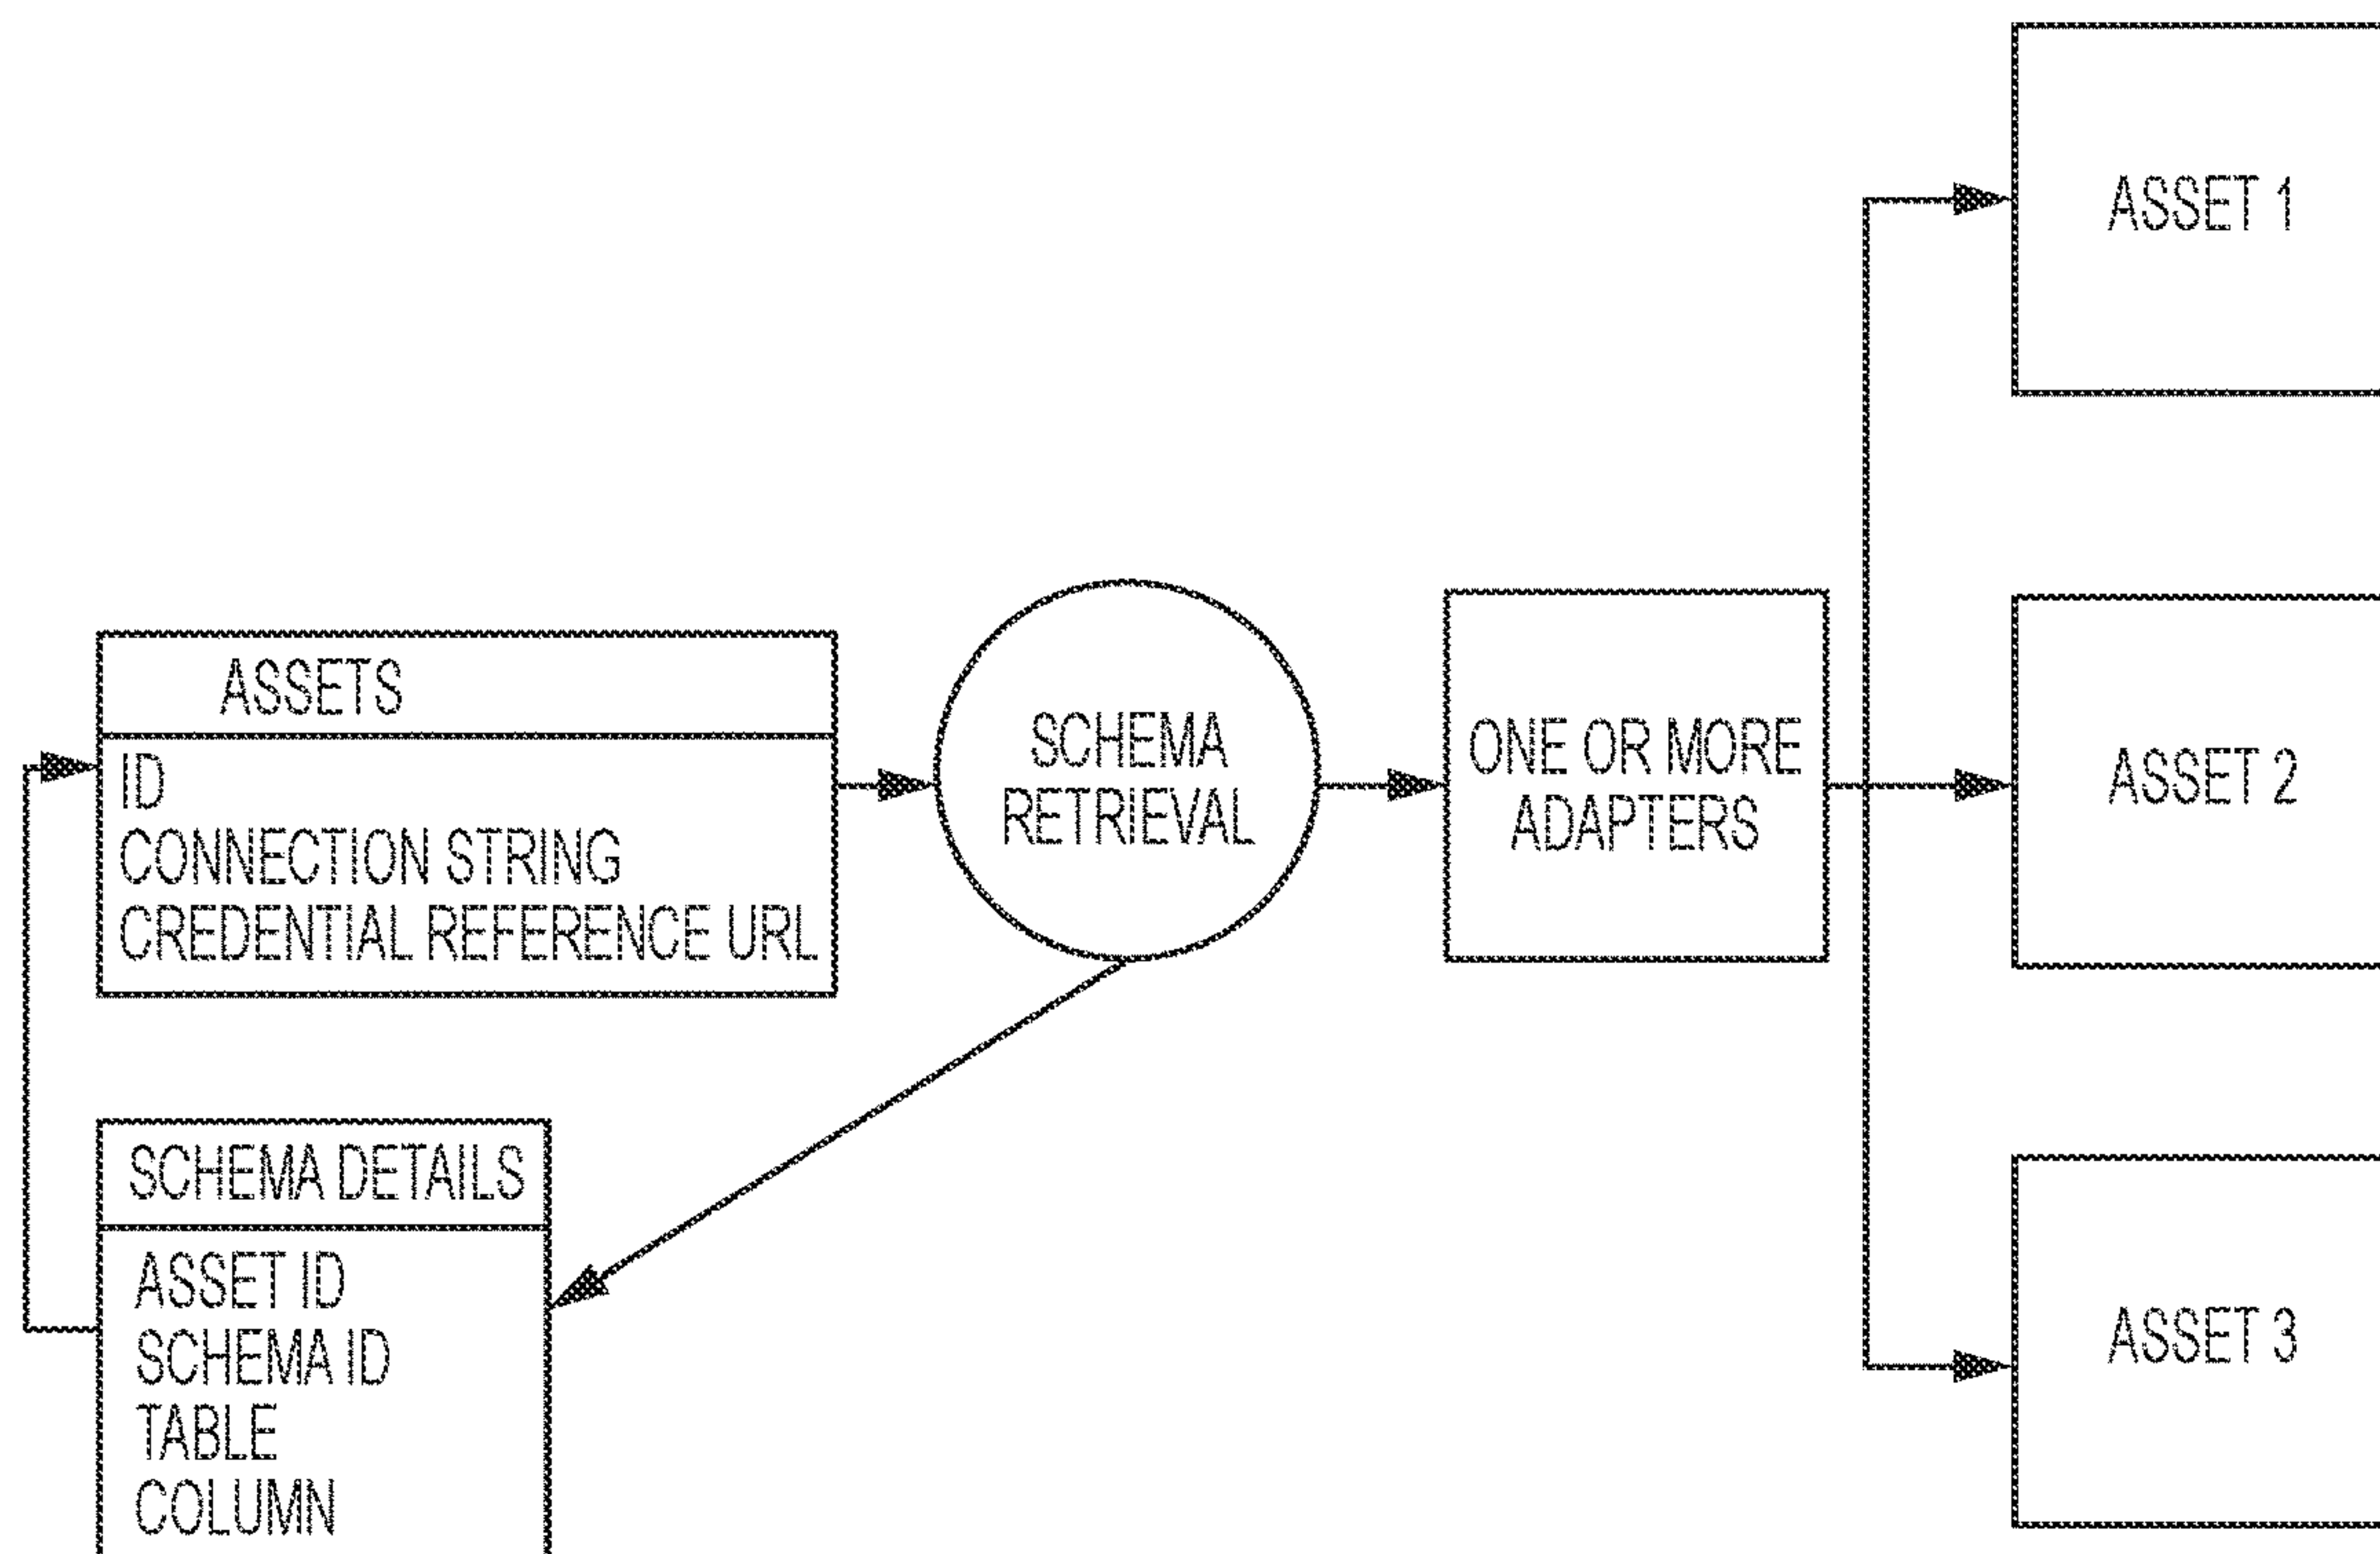 ASSET 1
ASSETS
ID
CONNECTION STRING
CREDENTIAL REFERENCE URL
SCHEMA
RETRIEVAL
ONE OR MORE
ADAPTERS
ASSET 2
SCHEMA DETAILS
ASSET ID
SCHEMA ID
TABLE
COLUMN
ASSET 3